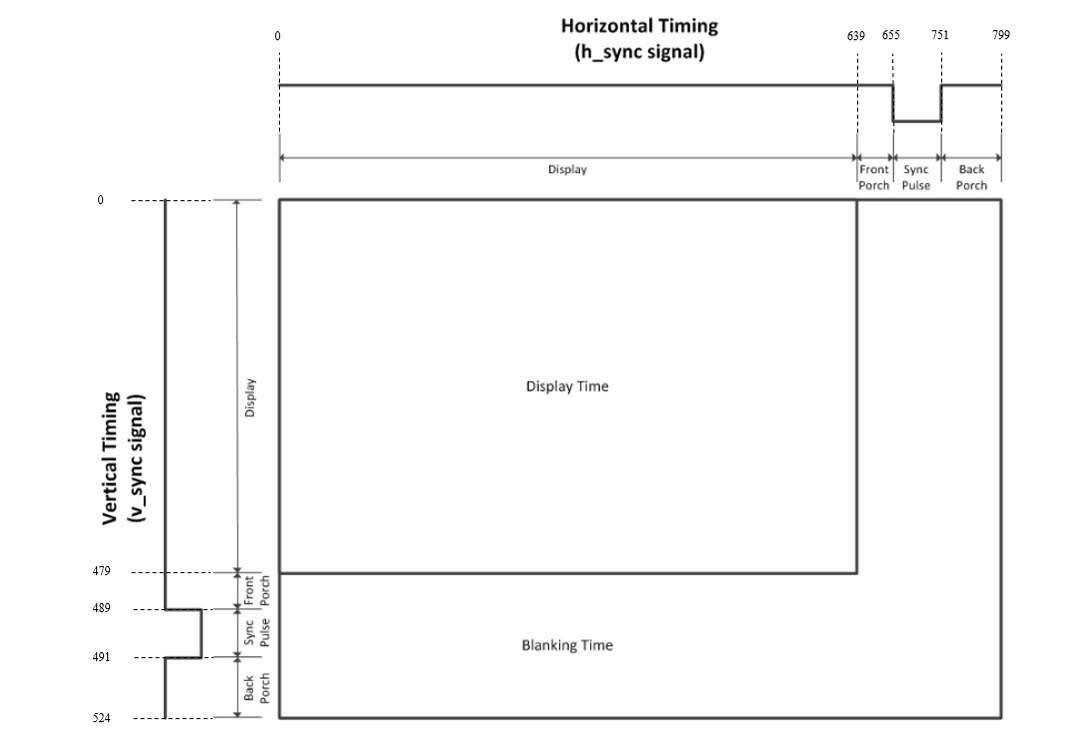 Horizontal Timing
(h_sync signal)
0
639
655
751
799
Display
Front
Porch
Sync
Pulse
Back
Porch
0
Display
Display Time
Vertical Timing
(v_sync signal)
479
Front
Porch
489
Sync
Pulse
Blanking Time
491
Back
Porch
524